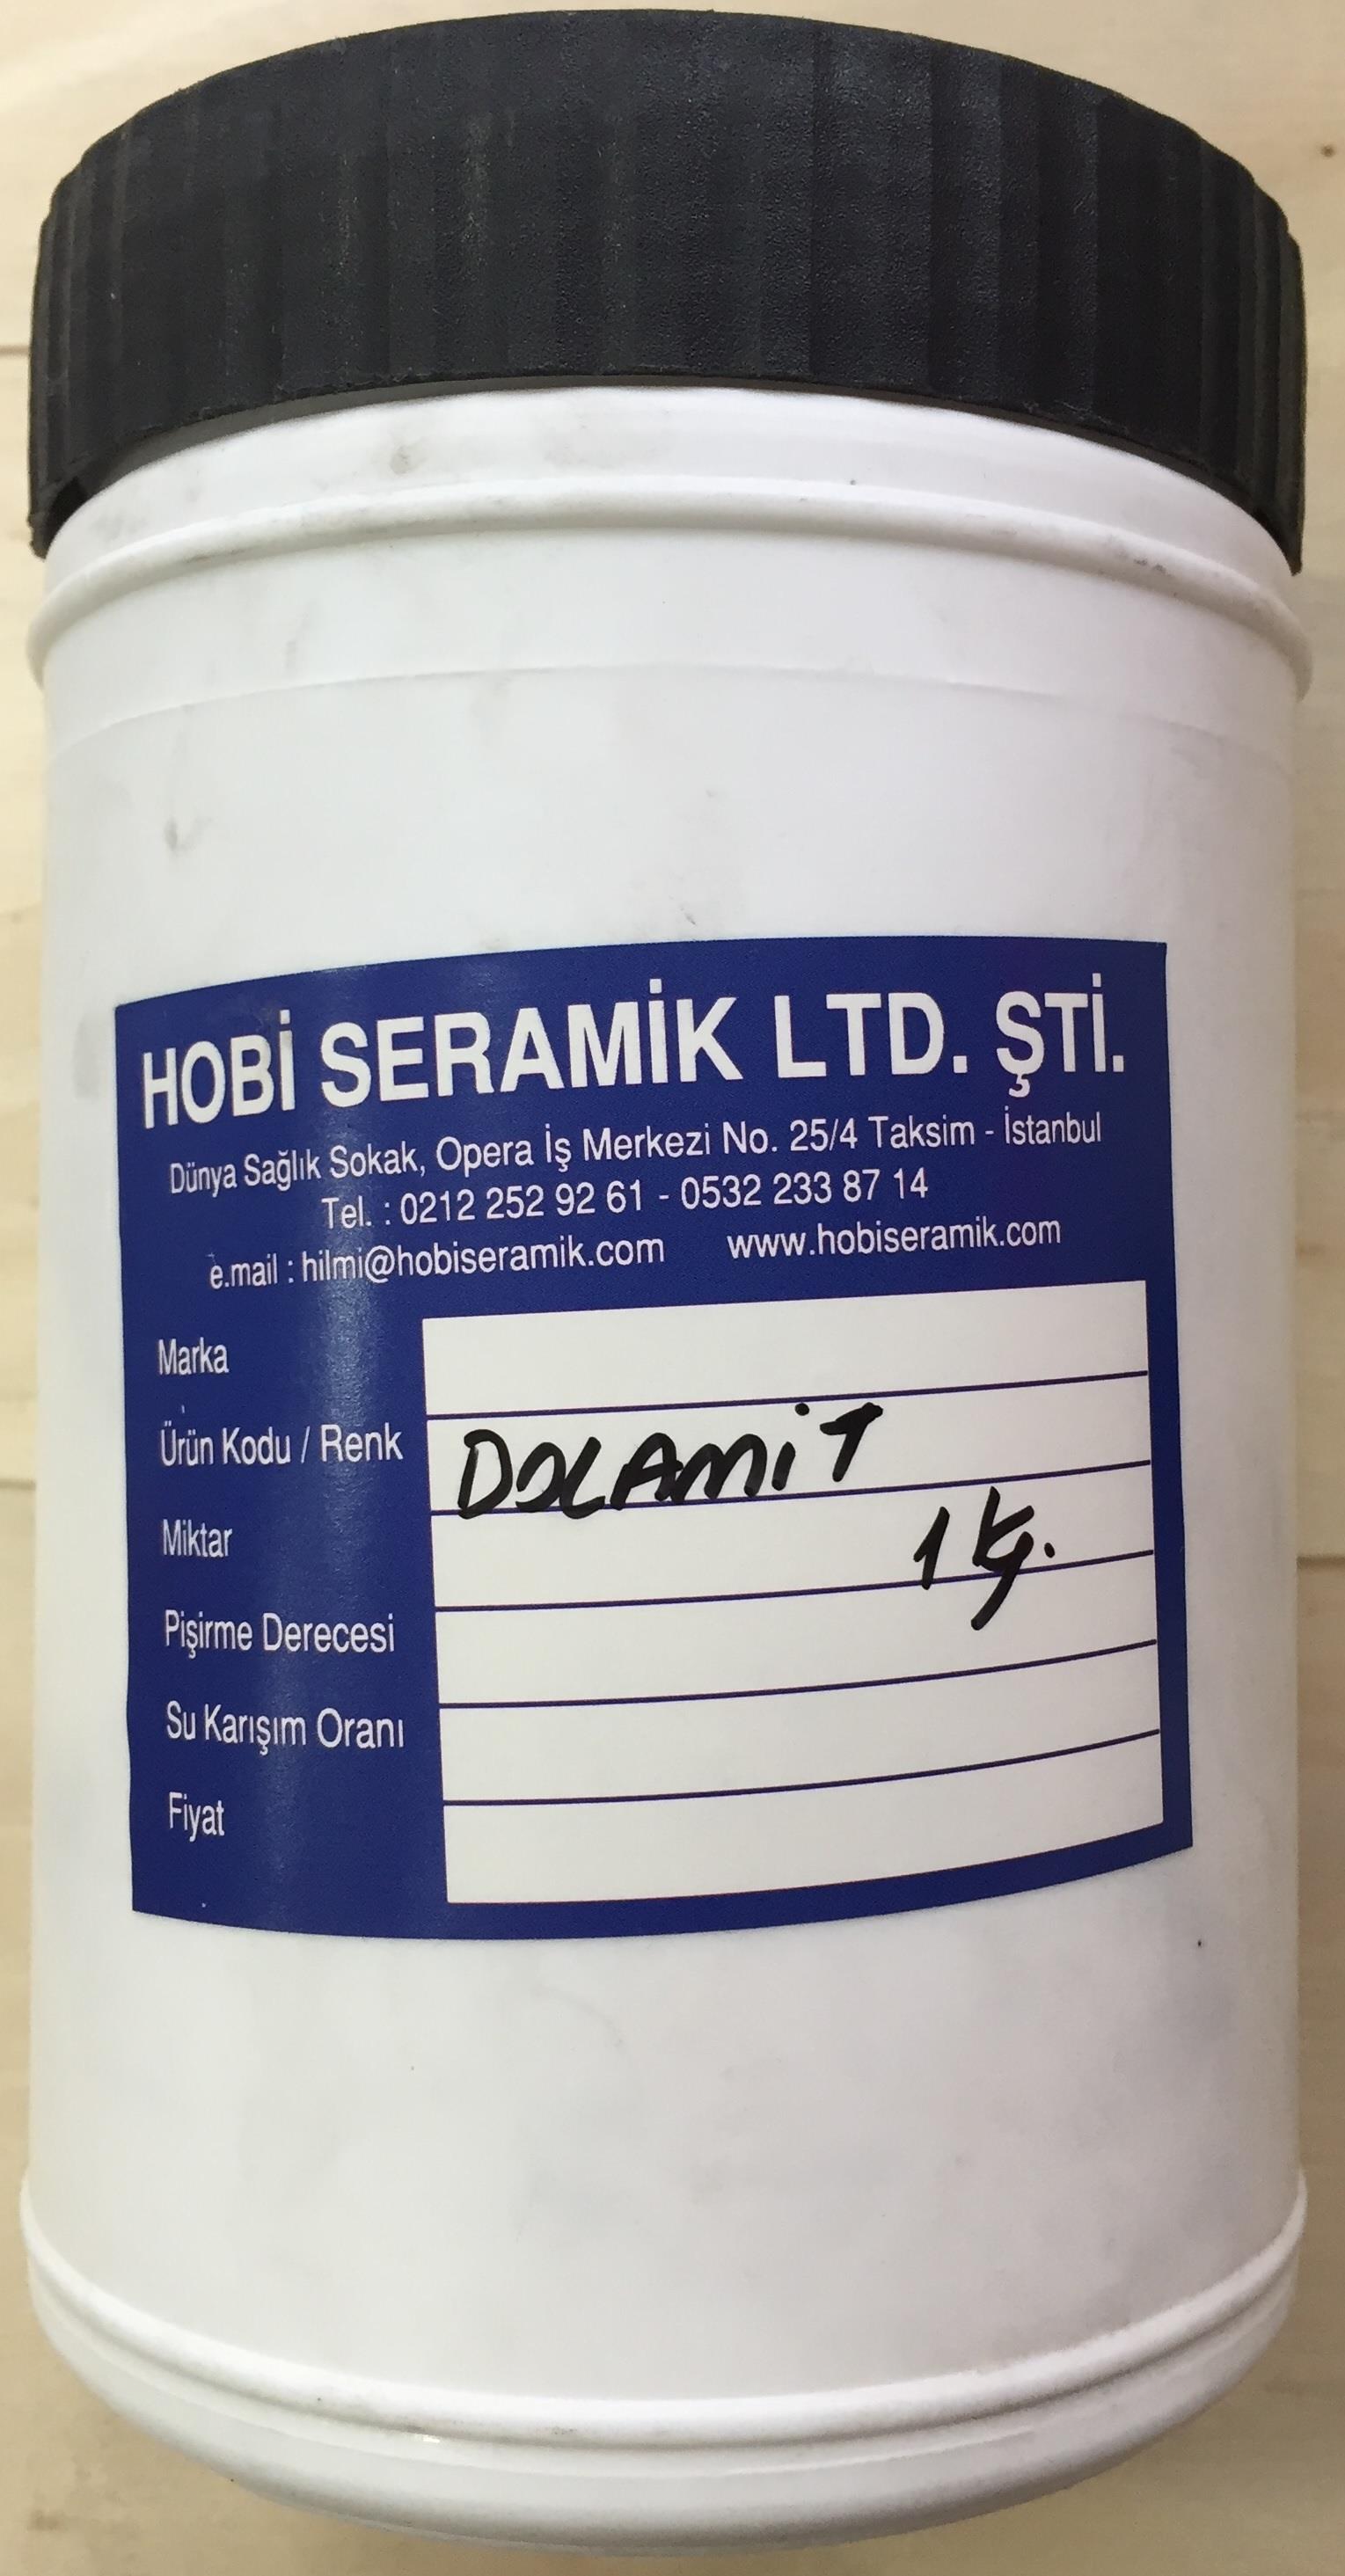 HOBİ SERAMİK LTD. ŞTİ.
Dünya Sağlık Sokak, Opera İş Merkezi No. 25/4 Taksim - İstanbul
Tel. : 0212 252 92 61 - 0532 233 87 14
e.mail : hilmi@hobiseramik.com www.hobiseramik.com
Marka
Ürün Kodu / Renk DOLAMiT
Miktar 1 kg.
Pişirme Derecesi
Su Karışım Oranı
Fiyat